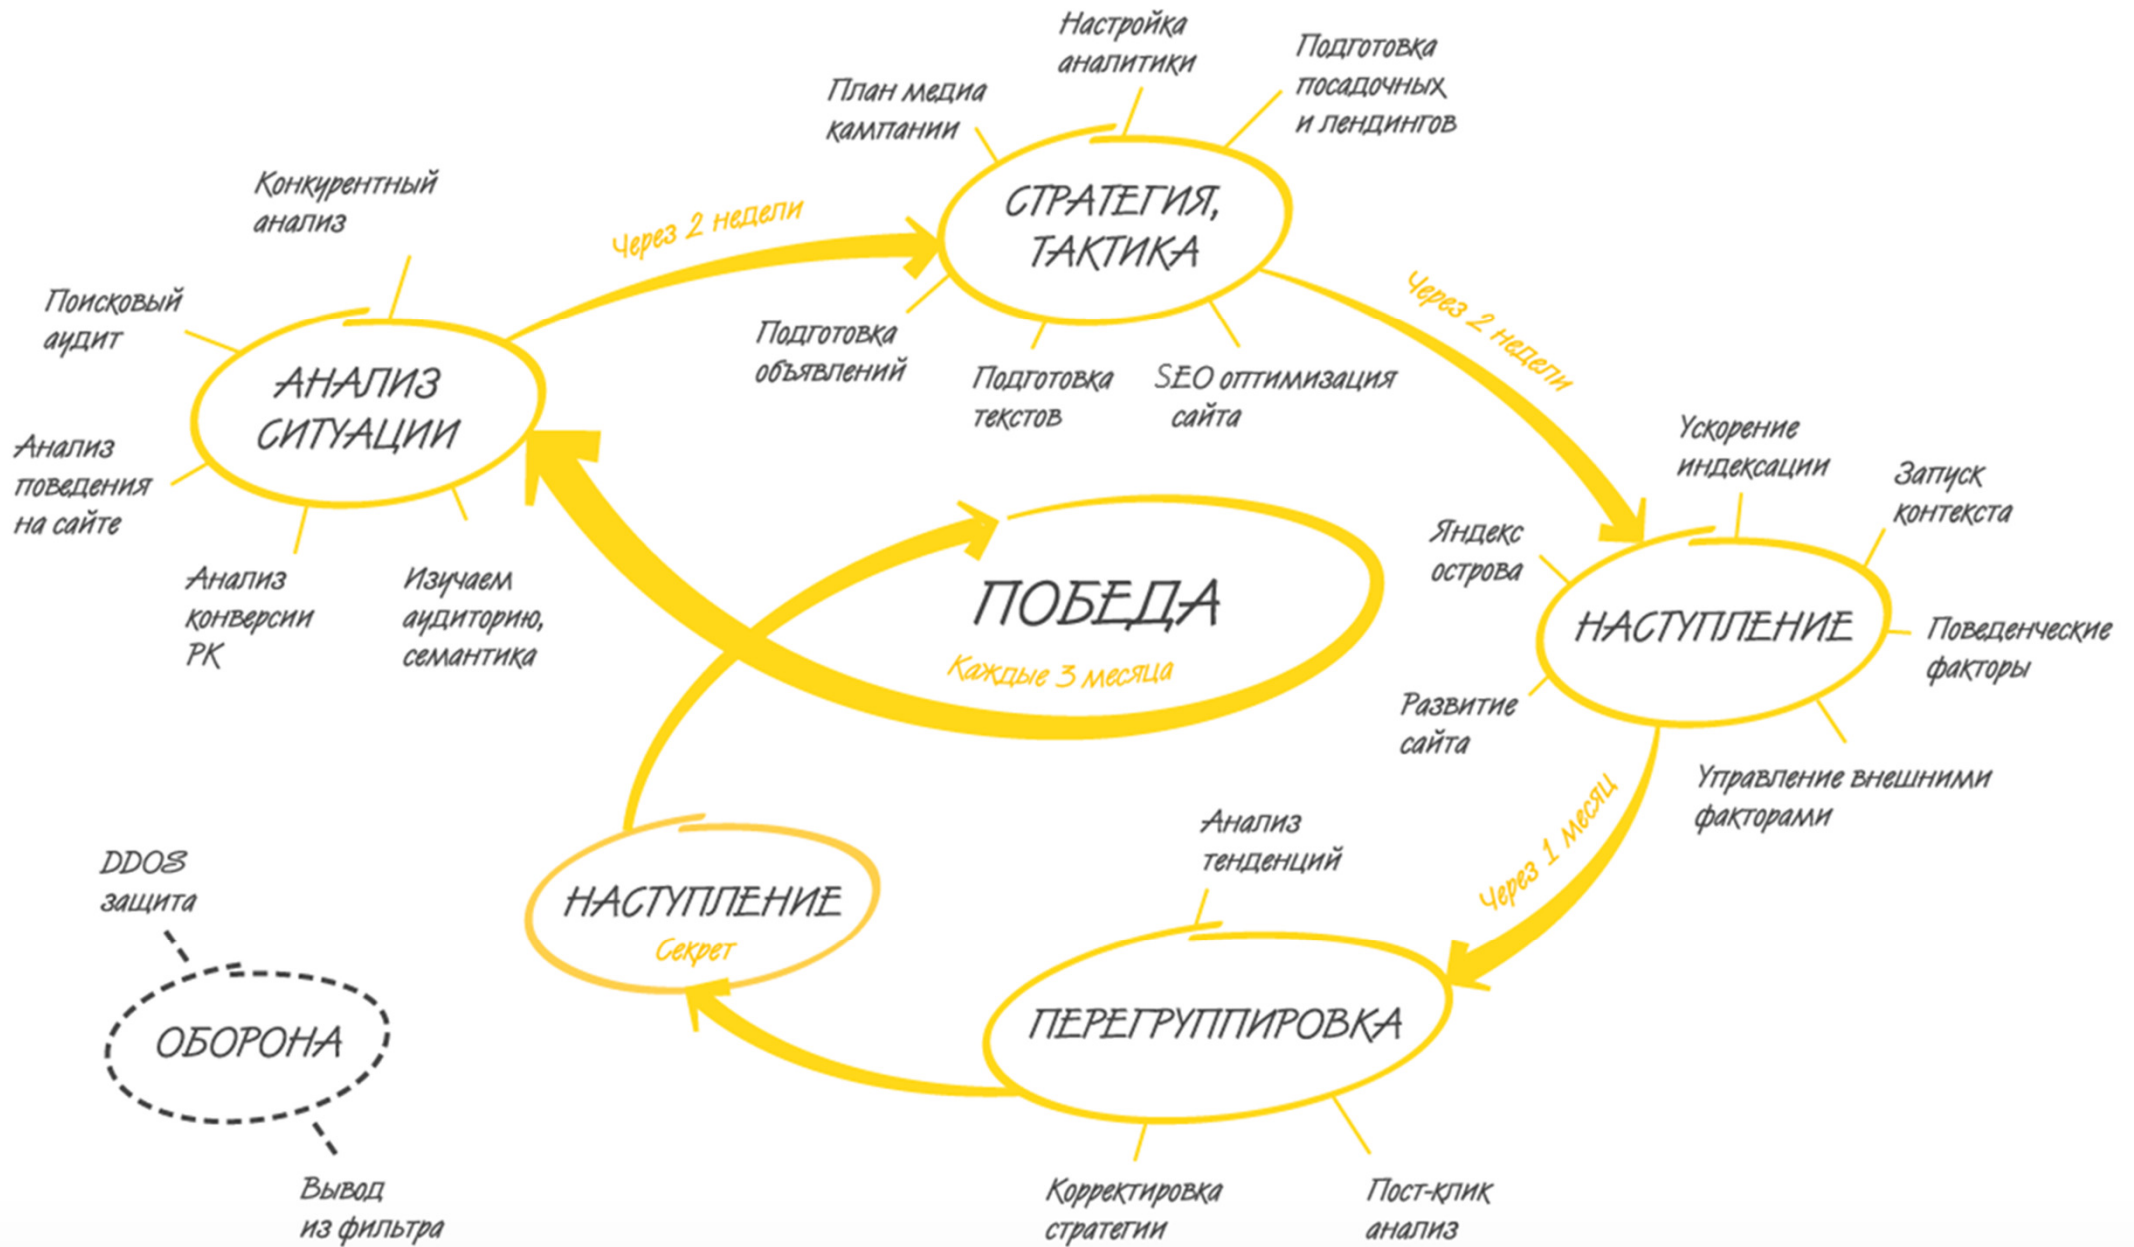 Настройка
аналитики
Подготовка
посадочных
и лендингов
План медиа
кампании
СТРАТЕГИЯ,
ТАКТИКА
Подготовка
объявлений
Подготовка
текстов
SEO оптимизация
сайта
Через 2 недели
Конкурентный
анализ
Поисковый
аудит
АНАЛИЗ
СИТУАЦИИ
Анализ
поведения
на сайте
Анализ
конверсии
РК
Изучаем
аудиторию,
семантика
Через 2 недели
Ускорение
индексации
Запуск
контекста
Яндекс
острова
НАСТУПЛЕНИЕ
Поведенческие
факторы
Развитие
сайта
Управление внешними
факторами
ПОБЕДА
Каждые 3 месяца
Через 1 месяц
Анализ
тенденций
ПЕРЕГРУППИРОВКА
Корректировка
стратегии
Пост-клик
анализ
НАСТУПЛЕНИЕ
Секрет
DDOS
защита
ОБОРОНА
Вывод
из фильтра